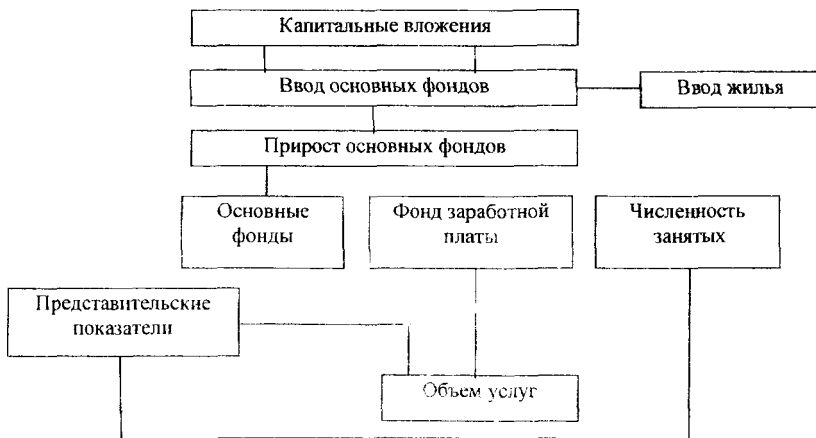 Капитальные вложения
Ввод основных фондов
Ввод жилья
Прирост основных фондов
Основные
фонды
Фонд заработной
платы
Численность
занятых
Представительские
показатели
Объем услуг